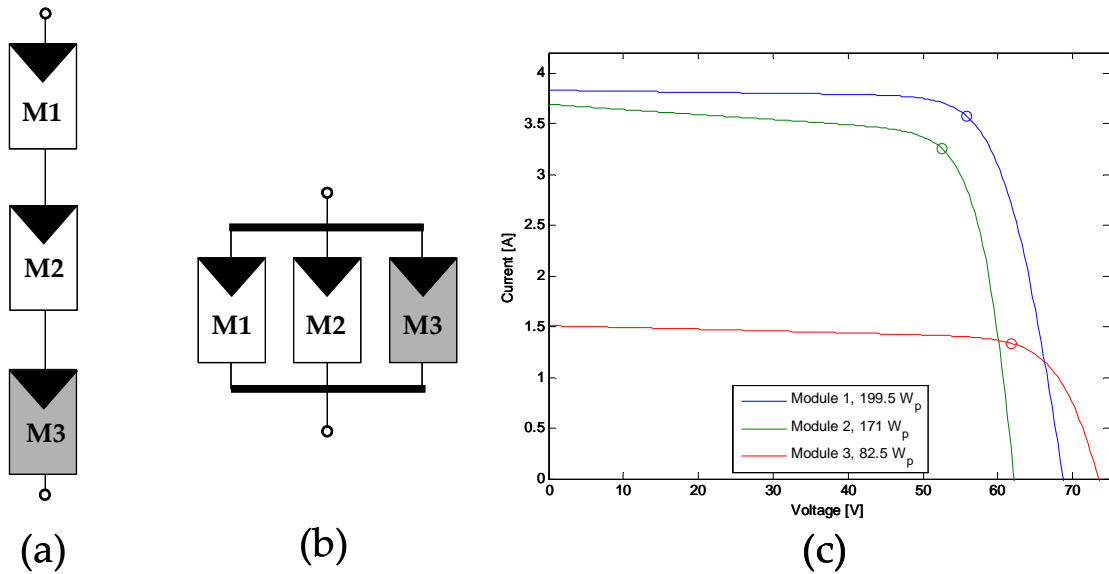 M1
M2
M3
(a)
M1
M2
M3
(b)
Current [A]
4
3.5
3
2.5
2
1.5
1
0.5
0
0 10 20 30 40 50 60 70
Voltage [V]
Module 1, 199.5 Wp
Module 2, 171 Wp
Module 3, 82.5 Wp
(c)